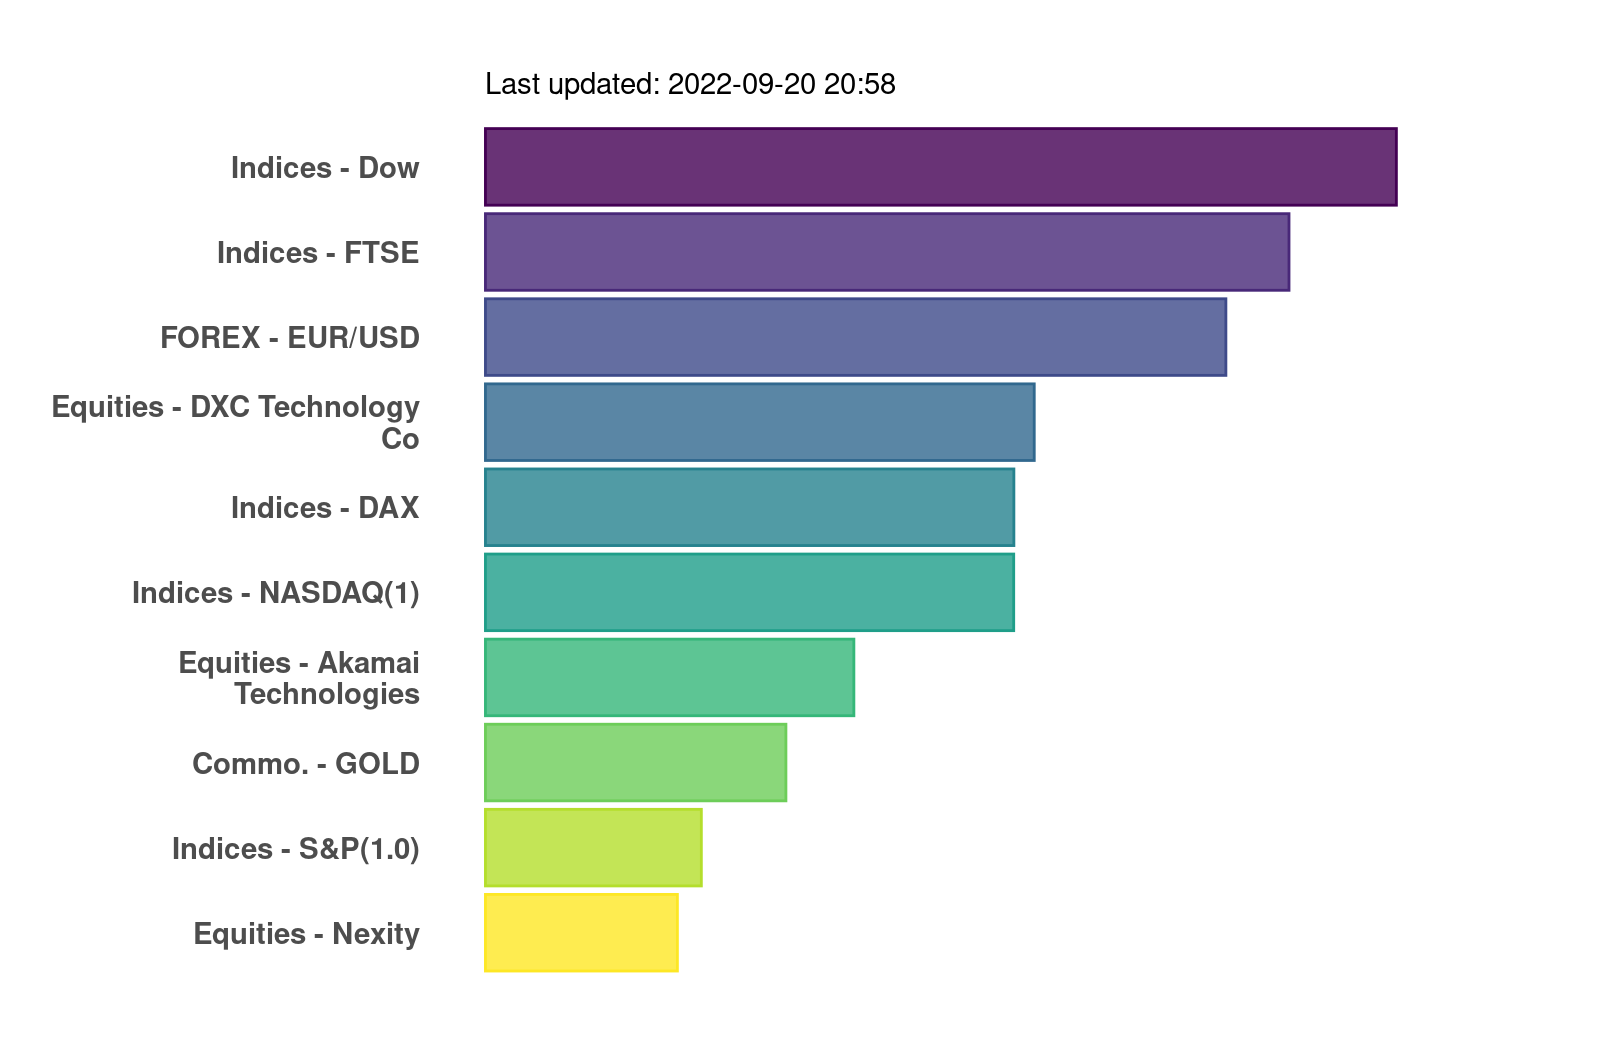 Last updated: 2022-09-20 20:58
Indices - Dow
Indices - FTSE
FOREX - EUR/USD
Equities - DXC Technology
Co
Indices - DAX
Indices - NASDAQ(1)
Equities - Akamai
Technologies
Commo. - GOLD
Indices - S&P(1.0)
Equities - Nexity